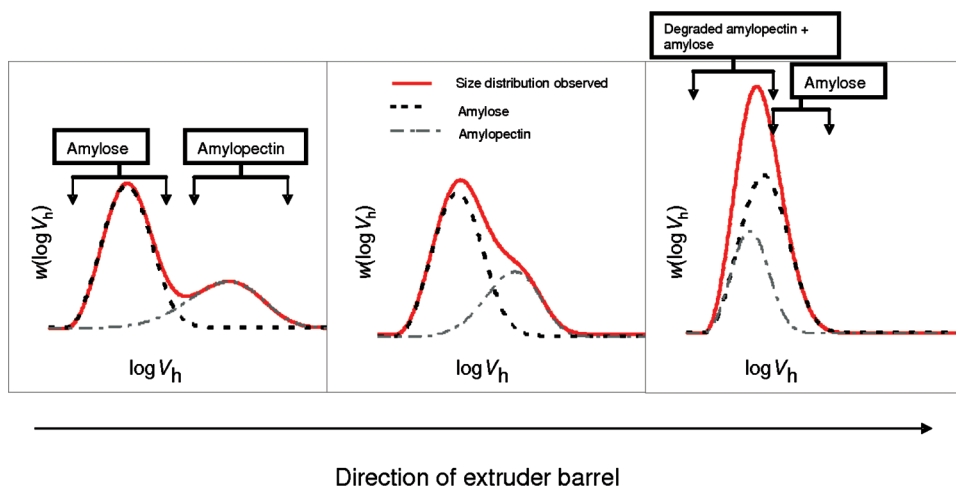 Degraded amylopectin +
amylose
Amylose
Amylose
Amylopectin
Size distribution observed
Amylose
Amylopectin
w(log Vh)
log Vh
w(log Vh)
log Vh
w(log Vh)
log Vh
Direction of extruder barrel